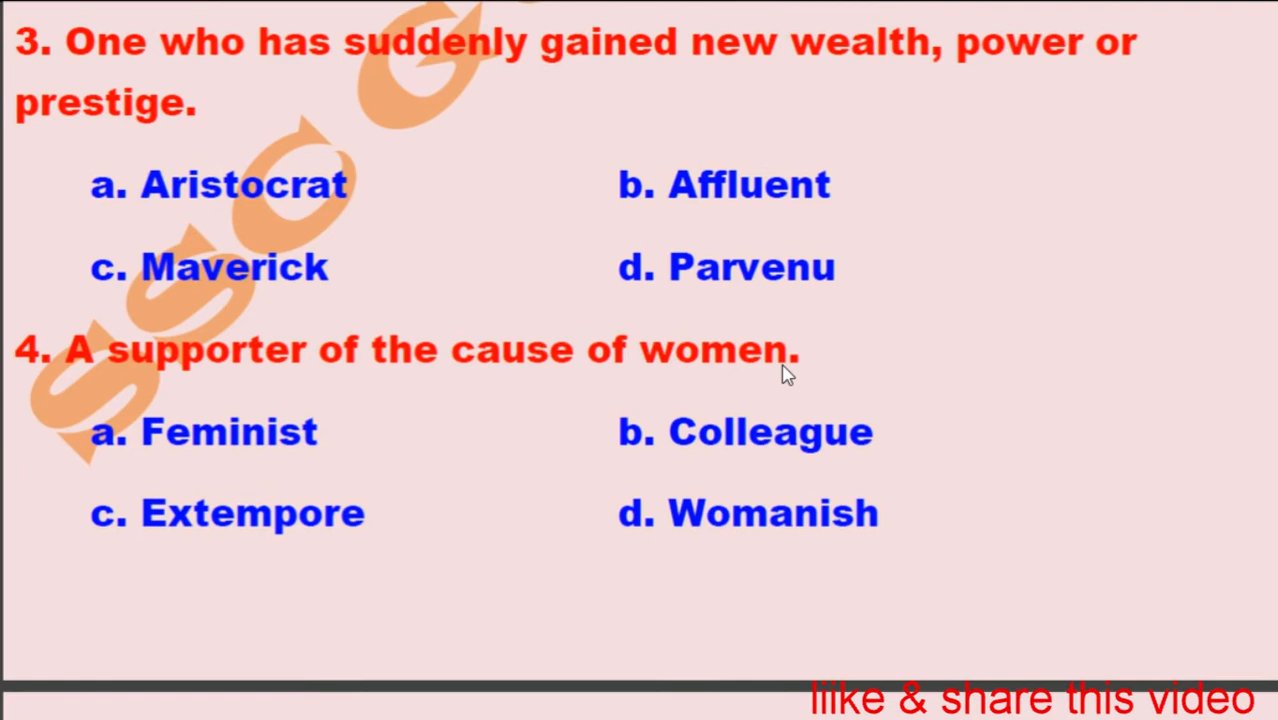 3. One who has suddenly gained new wealth, power or
prestige.
a. Aristocrat b. Affluent
c. Maverick d. Parvenu
4. A supporter of the cause of women.
a. Feminist b. Colleague
c. Extempore d. Womanish
SSC G
liike & share this video